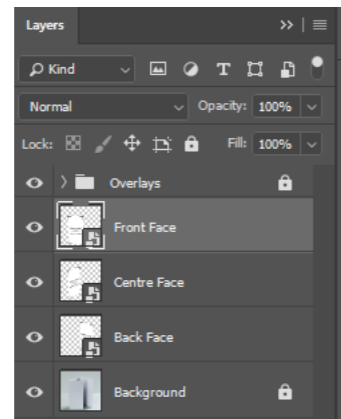 Layers
Kind
Normal Opacity: 100%
Lock: Fill: 100%
Overlays
Front Face
Centre Face
Back Face
Background